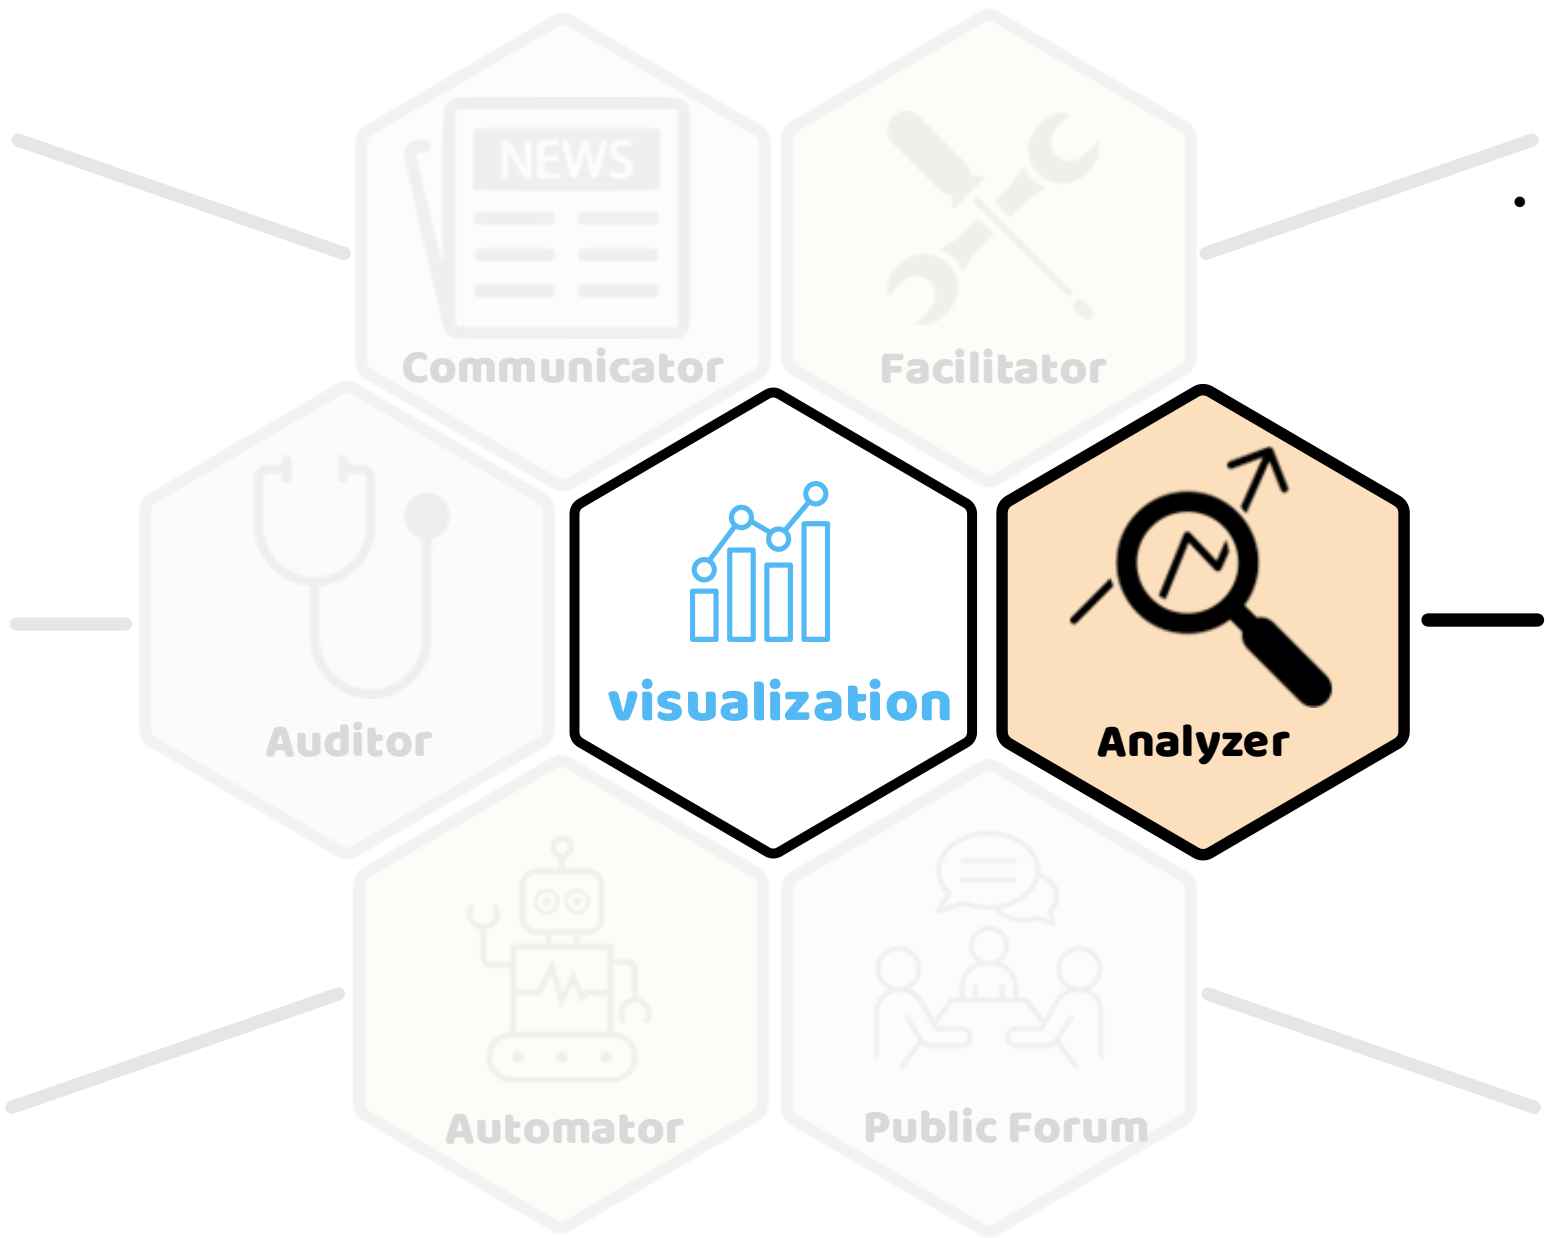 NEWS
Communicator
Facilitator
Auditor
visualization
Analyzer
Automator
Public Forum